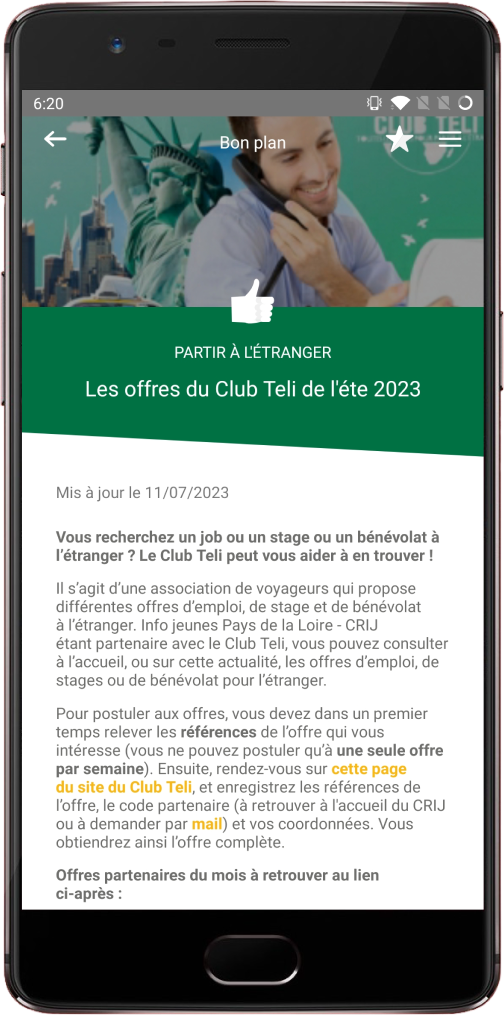 6:20
Bon plan
CLUB TELI
PARTIR À L'ÉTRANGER
Les offres du Club Teli de l'éte 2023
Mis à jour le 11/07/2023
Vous recherchez un job ou un stage ou un bénévolat à
l’étranger ? Le Club Teli peut vous aider à en trouver !
Il s’agit d’une association de voyageurs qui propose
différentes offres d’emploi, de stage et de bénévolat
à l’étranger. Info jeunes Pays de la Loire - CRIJ
étant partenaire avec le Club Teli, vous pouvez consulter
à l’accueil, ou sur cette actualité, les offres d’emploi, de
stages ou de bénévolat pour l’étranger.
Pour postuler aux offres, vous devez dans un premier
temps relever les références de l’offre qui vous
intéresse (vous ne pouvez postuler qu’à une seule offre
par semaine). Ensuite, rendez-vous sur cette page
du site du Club Teli, et enregistrez les références de
l’offre, le code partenaire (à retrouver à l'accueil du CRIJ
ou à demander par mail) et vos coordonnées. Vous
obtiendrez ainsi l’offre complète.
Offres partenaires du mois à retrouver au lien
ci-après :